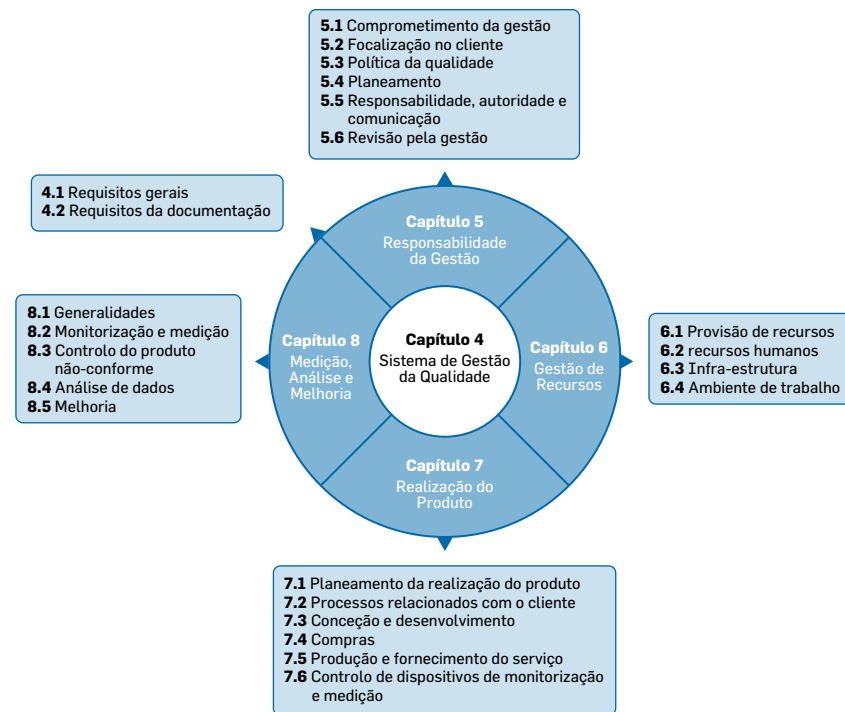 5.1 Comprometimento da gestão
5.2 Focalização no cliente
5.3 Política da qualidade
5.4 Planeamento
5.5 Responsabilidade, autoridade e
comunicação
5.6 Revisão pela gestão
4.1 Requisitos gerais
4.2 Requisitos da documentação
Capítulo 5
Responsabilidade
da Gestão
8.1 Generalidades
8.2 Monitorização e medição
8.3 Controlo do produto
não-conforme
8.4 Análise de dados
8.5 Melhoria
Capítulo 8
Medição,
Análise e
Melhoria
Capítulo 4
Sistema de Gestão
da Qualidade
Capítulo 6
Gestão de
Recursos
6.1 Provisão de recursos
6.2 recursos humanos
6.3 Infra-estrutura
6.4 Ambiente de trabalho
Capítulo 7
Realização do
Produto
7.1 Planeamento da realização do produto
7.2 Processos relacionados com o cliente
7.3 Conceção e desenvolvimento
7.4 Compras
7.5 Produção e fornecimento do serviço
7.6 Controlo de dispositivos de monitorização
e medição